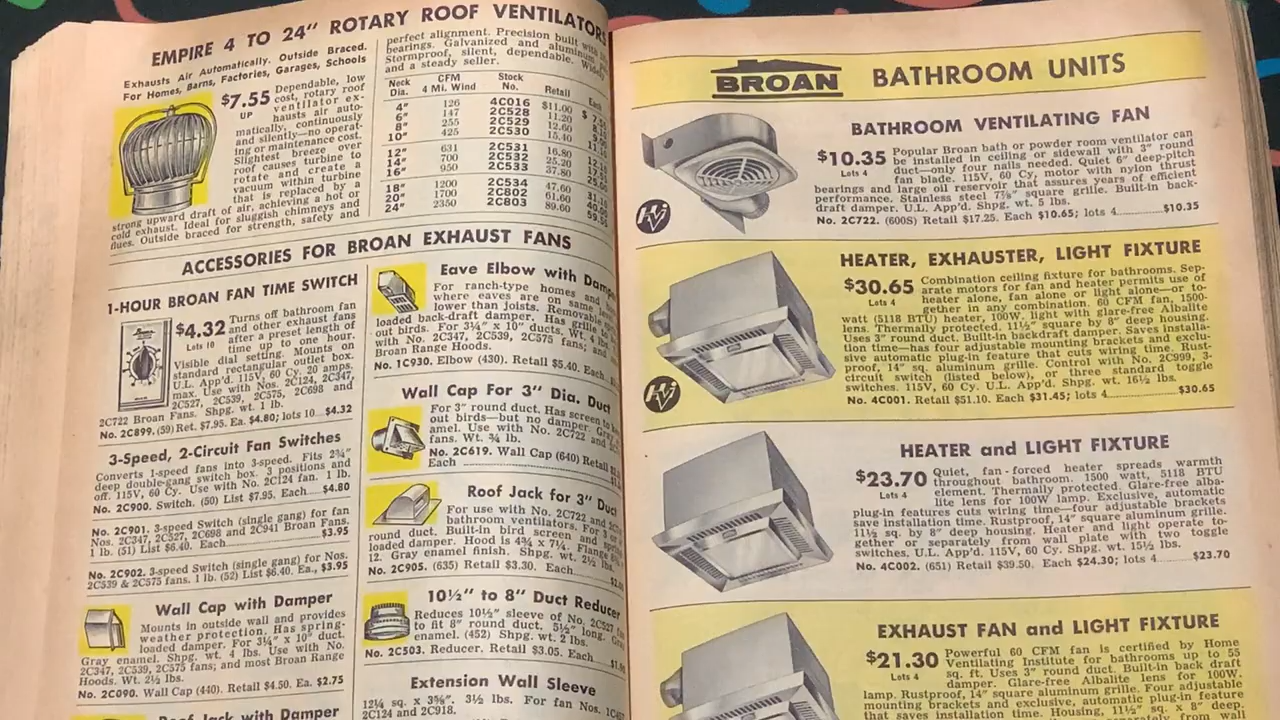 EMPIRE 4 TO 24" ROTARY ROOF VENTILATORS
Exhausts Air Automatically. Outside Braced.
For Homes, Barns, Factories, Garages, Schools
$7.55
UP
Dependable, low
cost, rotary roof
ventilator ex-
hausts air auto-
matically, continuously
and silently—no operat-
ing or maintenance cost.
Slightest breeze over
roof causes turbine to
rotate and create a
vacuum within turbine
that is replaced by a
strong upward draft of air, achieving a hot or
cold exhaust. Ideal for sluggish chimneys and
flues. Outside braced for strength, safety and
perfect alignment. Precision built with
bearings. Galvanized and aluminum
Stormproof, silent, dependable. Widely
and a steady seller.
Neck Dia. CFM 4 Mi. Wind Stock No. Retail Each
4" 126 4C016 $11.00 $
6" 147 2C528 11.20
8" 255 2C529 12.60
10" 425 2C530 15.40
12" 631 2C531 16.80
14" 700 2C532 25.20
16" 950 2C533 37.80
18" 1200 2C534 47.60
20" 1700 2C802 61.60
24" 2350 2C803 89.60
ACCESSORIES FOR BROAN EXHAUST FANS
1-HOUR BROAN FAN TIME SWITCH
$4.32
Lots 10
Turns off bathroom fan
and other exhaust fans
after a preset length of
time up to one hour.
Visible dial setting. Mounts on
standard rectangular outlet box.
U.L. App'd. 115V, 60 Cy. 20 amps.
max. Use with Nos. 2C124, 2C347,
2C527, 2C539, 2C575, 2C698 and
2C722 Broan Fans. Shpg. wt. 1 lb.
No. 2C899. (59) Ret. $7.95. Ea. $4.80; lots 10...$4.32
3-Speed, 2-Circuit Fan Switches
Converts 1-speed fans into 3-speed. Fits 2¾"
deep double-gang switch box. 3 positions and
off. 115V, 60 Cy. Use with No. 2C124 fan. 1 lb.
No. 2C900. Switch. (50) List $7.95. Each....$4.80
No. 2C901. 3-speed Switch (single gang) for fan
Nos. 2C347, 2C527, 2C698 and 2C941 Broan Fans.
1 lb. (51) List $6.40. Each....$3.95
No. 2C902. 3-speed Switch (single gang) for Nos.
2C539 & 2C575 fans. 1 lb. (52) List $6.40. Ea., $3.95
Wall Cap with Damper
Mounts in outside wall and provides
weather protection. Has spring-
loaded damper. For 3¼" x 10" duct.
Gray enamel. Shpg. wt. 4 lbs. Use with No.
2C347, 2C539, 2C575 fans; and most Broan Range
Hoods. Wt. 2½ lbs.
No. 2C090. Wall Cap (440). Retail $4.50. Ea. $2.75
Roof Jack with Damper
Eave Elbow with Damper
For ranch-type homes and
where eaves are on same level
lower than joists. Removable
loaded back-draft damper. Has grille to
out birds. For 3¼" x 10" ducts. Wt. 4 lbs.
with No. 2C347, 2C539, 2C575 fans; and
Broan Range Hoods.
No. 1C930. Elbow (430). Retail $5.40. Each
Wall Cap For 3" Dia. Duct
For 3" round duct. Has screen to keep
out birds—but no damper. Gray
amel. Use with No. 2C722 and
fans. Wt. ¾ lb.
No. 2C619. Wall Cap (640) Retail
Each
Roof Jack for 3" Duct
For use with No. 2C722 and
bathroom ventilators. For 3"
round duct. Built-in bird screen and
loaded damper. Hood is 4¾ x 7¼. Flange
12. Gray enamel finish. Shpg. wt. 2½ lbs.
No. 2C905. (635) Retail $3.30. Each
10½" to 8" Duct Reducer
Reduces 10½" sleeve of No. 2C527
to fit 8" round duct. 5½" long. Gray
enamel. (452) Shpg. wt. 2 lbs.
No. 2C503. Reducer. Retail $3.05. Each
Extension Wall Sleeve
12¼ sq. x 3⅝". 3½ lbs. For fan Nos.
2C124 and 2C918.
BROAN BATHROOM UNITS
BATHROOM VENTILATING FAN
$10.35
Lots 4
Popular Broan bath or powder room ventilator can
be installed in ceiling or sidewall with 3" round
duct—only four nails needed. Quiet 6" deep-pitch
fan blade. 115V, 60 Cy, motor with nylon thrust
bearings and large oil reservoir that assures years of efficient
performance. Stainless steel 7⅞" square grille. Built-in back-
draft damper. U.L. App'd. Shpg. wt. 5 lbs.
No. 2C722. (600S) Retail $17.25. Each $10.65; lots 4....$10.35
HVI
HEATER, EXHAUSTER, LIGHT FIXTURE
$30.65
Lots 4
Combination ceiling fixture for bathrooms. Sep-
arate motors for fan and heater permits use of
heater alone, fan alone or light alone—or to-
gether in any combination. 60 CFM fan, 1500-
watt (5118 BTU) heater, 100W. light with glare-free Albalite
lens. Thermally protected. 11½" square by 8" deep housing.
Uses 3" round duct. Built-in backdraft damper. Saves installa-
tion time—has four adjustable mounting brackets and exclu-
sive automatic plug-in feature that cuts wiring time. Rust-
proof, 14" sq. aluminum grille. Control with No. 2C999, 3-
circuit switch (listed below), or three standard toggle
switches. 115V, 60 Cy. U.L. App'd. Shpg. wt. 16½ lbs.
No. 4C001. Retail $51.10. Each $31.45; lots 4....$30.65
HVI
HEATER and LIGHT FIXTURE
$23.70
Lots 4
Quiet, fan-forced heater spreads warmth
throughout bathroom. 1500 watt, 5118 BTU
element. Thermally protected. Glare-free alba-
lite lens for 100W lamp. Exclusive, automatic
plug-in features cuts wiring time—four adjustable brackets
save installation time. Rustproof, 14" square aluminum grille.
11½ sq. by 8" deep housing. Heater and light operate to-
gether or separately from wall plate with two toggle
switches. U.L. App'd. 115V, 60 Cy. Shpg. wt. 15½ lbs.
No. 4C002. (651) Retail $39.50. Each $24.30; lots 4....$23.70
EXHAUST FAN and LIGHT FIXTURE
$21.30
Lots 4
Powerful 60 CFM fan is certified by Home
Ventilating Institute for bathrooms up to 55
sq. ft. Uses 3" round duct. Built-in back draft
damper. Glare-free Albalite lens for 100W.
lamp. Rustproof, 14" square aluminum grille. Four adjustable
mounting brackets and exclusive, automatic plug-in feature
that saves installation time. Housing, 11½" sq. x 8" deep.